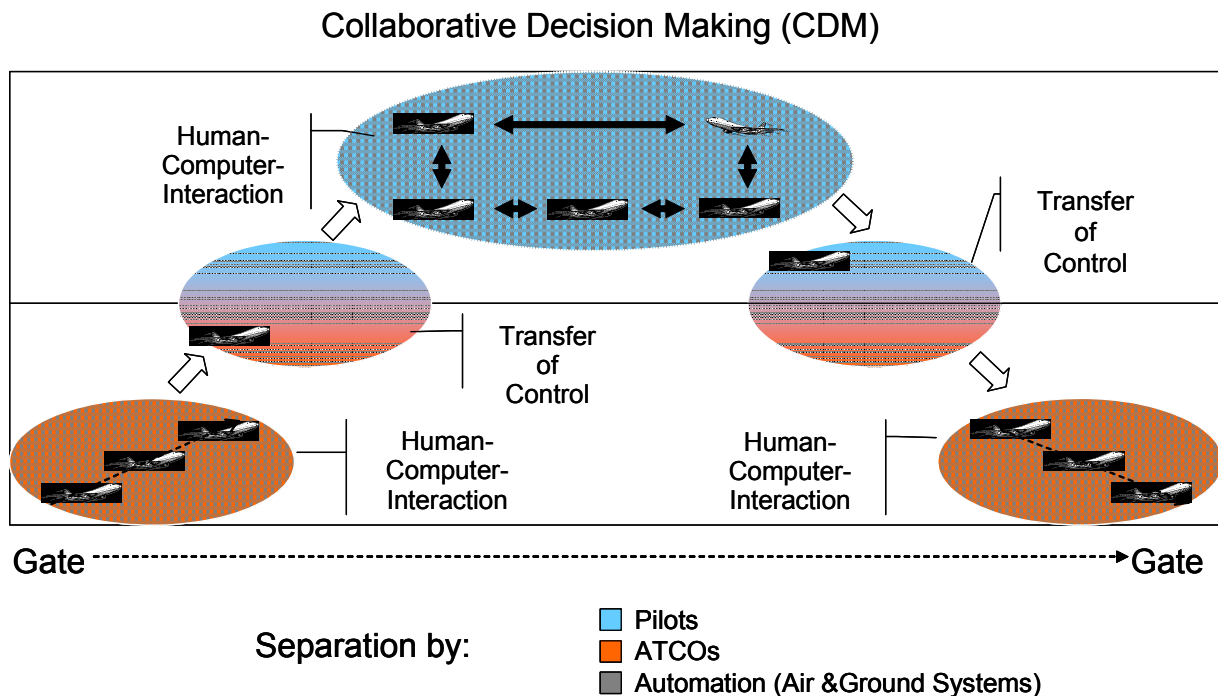 Collaborative Decision Making (CDM)
Human-
Computer-
Interaction
Transfer
of
Control
Transfer
of
Control
Human-
Computer-
Interaction
Human-
Computer-
Interaction
Gate
Gate
Separation by:
Pilots
ATCOs
Automation (Air &Ground Systems)